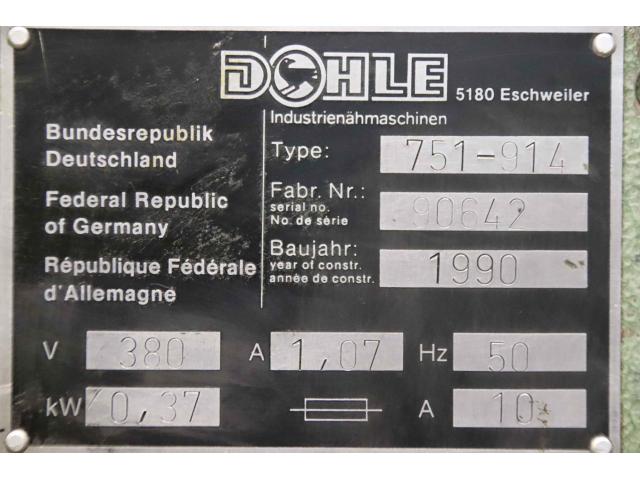 DOHLE 5180 Eschweiler
Industrienähmaschinen
Bundesrepublik
Deutschland
Federal Republic
of Germany
République Fédérale
d'Allemagne
Type: 751-914
Fabr. Nr.: 90642
serial no.
No. de série
Baujahr: 1990
year of constr.
année de constr.
V 380 A 1,07 Hz 50
kW 0,37 A 10